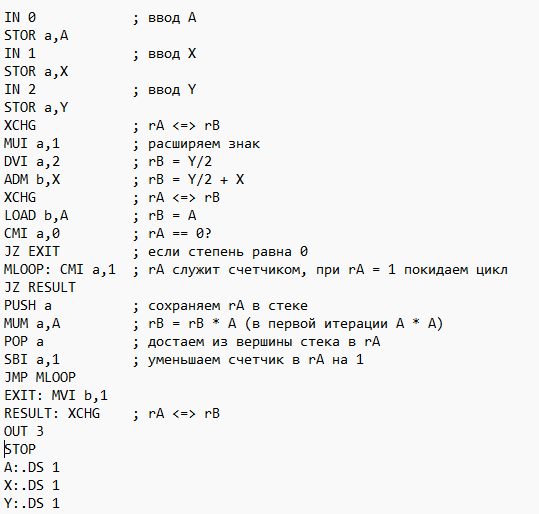 IN 0            ; ввод A
STOR a,A
IN 1            ; ввод X
STOR a,X
IN 2            ; ввод Y
STOR a,Y
XCHG            ; rA <=> rB
MUI a,1         ; расширяем знак
DVI a,2         ; rB = Y/2
ADM b,X         ; rB = Y/2 + X
XCHG            ; rA <=> rB
LOAD b,A        ; rB = A
CMI a,0         ; rA == 0?
JZ EXIT         ; если степень равна 0
MLOOP: CMI a,1  ; rA служит счетчиком, при rA = 1 покидаем цикл
JZ RESULT
PUSH a          ; сохраняем rA в стеке
MUM a,A         ; rB = rB * A (в первой итерации A * A)
POP a           ; достаем из вершины стека в rA
SBI a,1         ; уменьшаем счетчик в rA на 1
JMP MLOOP
EXIT: MVI b,1
RESULT: XCHG    ; rA <=> rB
OUT 3
STOP
A:.DS 1
X:.DS 1
Y:.DS 1